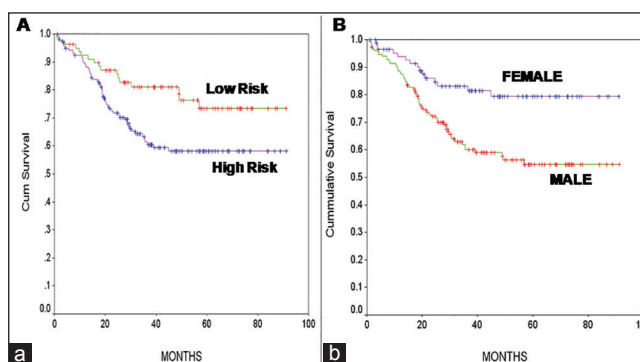 A
Cum Survival
1.0
.9
.8
.7
.6
.5
.4
.3
.2
.1
0.0
Low Risk
High Risk
0 20 40 60 80 100
MONTHS
a
B
Cummulative Survival
1.0
0.9
0.8
0.7
0.6
0.5
0.4
0.3
0.2
0.1
0.0
FEMALE
MALE
0 20 40 60 80
MONTHS
b